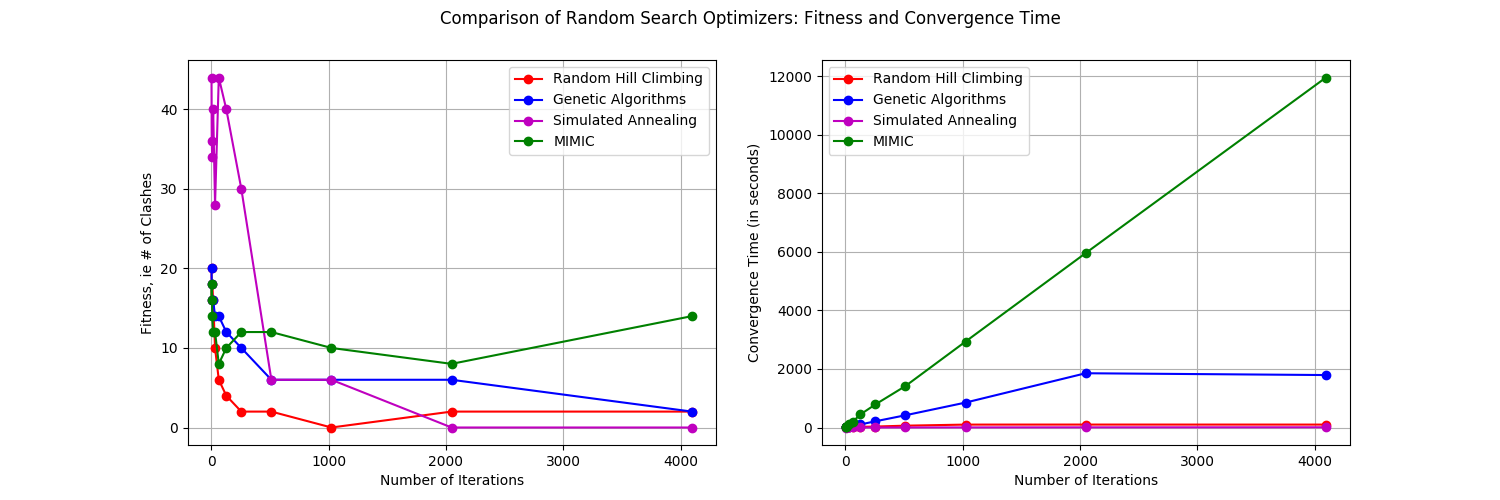 Comparison of Random Search Optimizers: Fitness and Convergence Time
Fitness, ie # of Clashes
40
30
20
10
0
Random Hill Climbing
Genetic Algorithms
Simulated Annealing
MIMIC
0 1000 2000 3000 4000
Number of Iterations
Convergence Time (in seconds)
12000
10000
8000
6000
4000
2000
0
Random Hill Climbing
Genetic Algorithms
Simulated Annealing
MIMIC
0 1000 2000 3000 4000
Number of Iterations